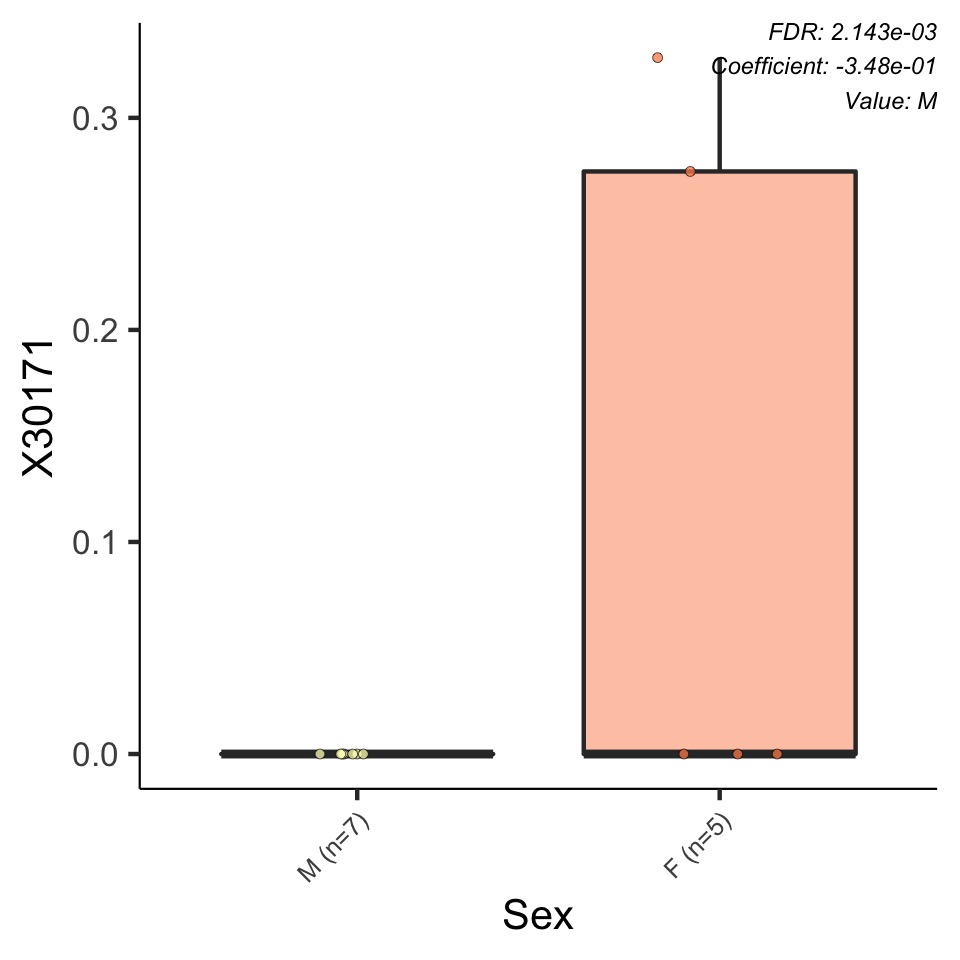 FDR: 2.143e-03
Coefficient: -3.48e-01
Value: M
0.3
0.2
0.1
0.0
X30171
M (n=7)
F (n=5)
Sex